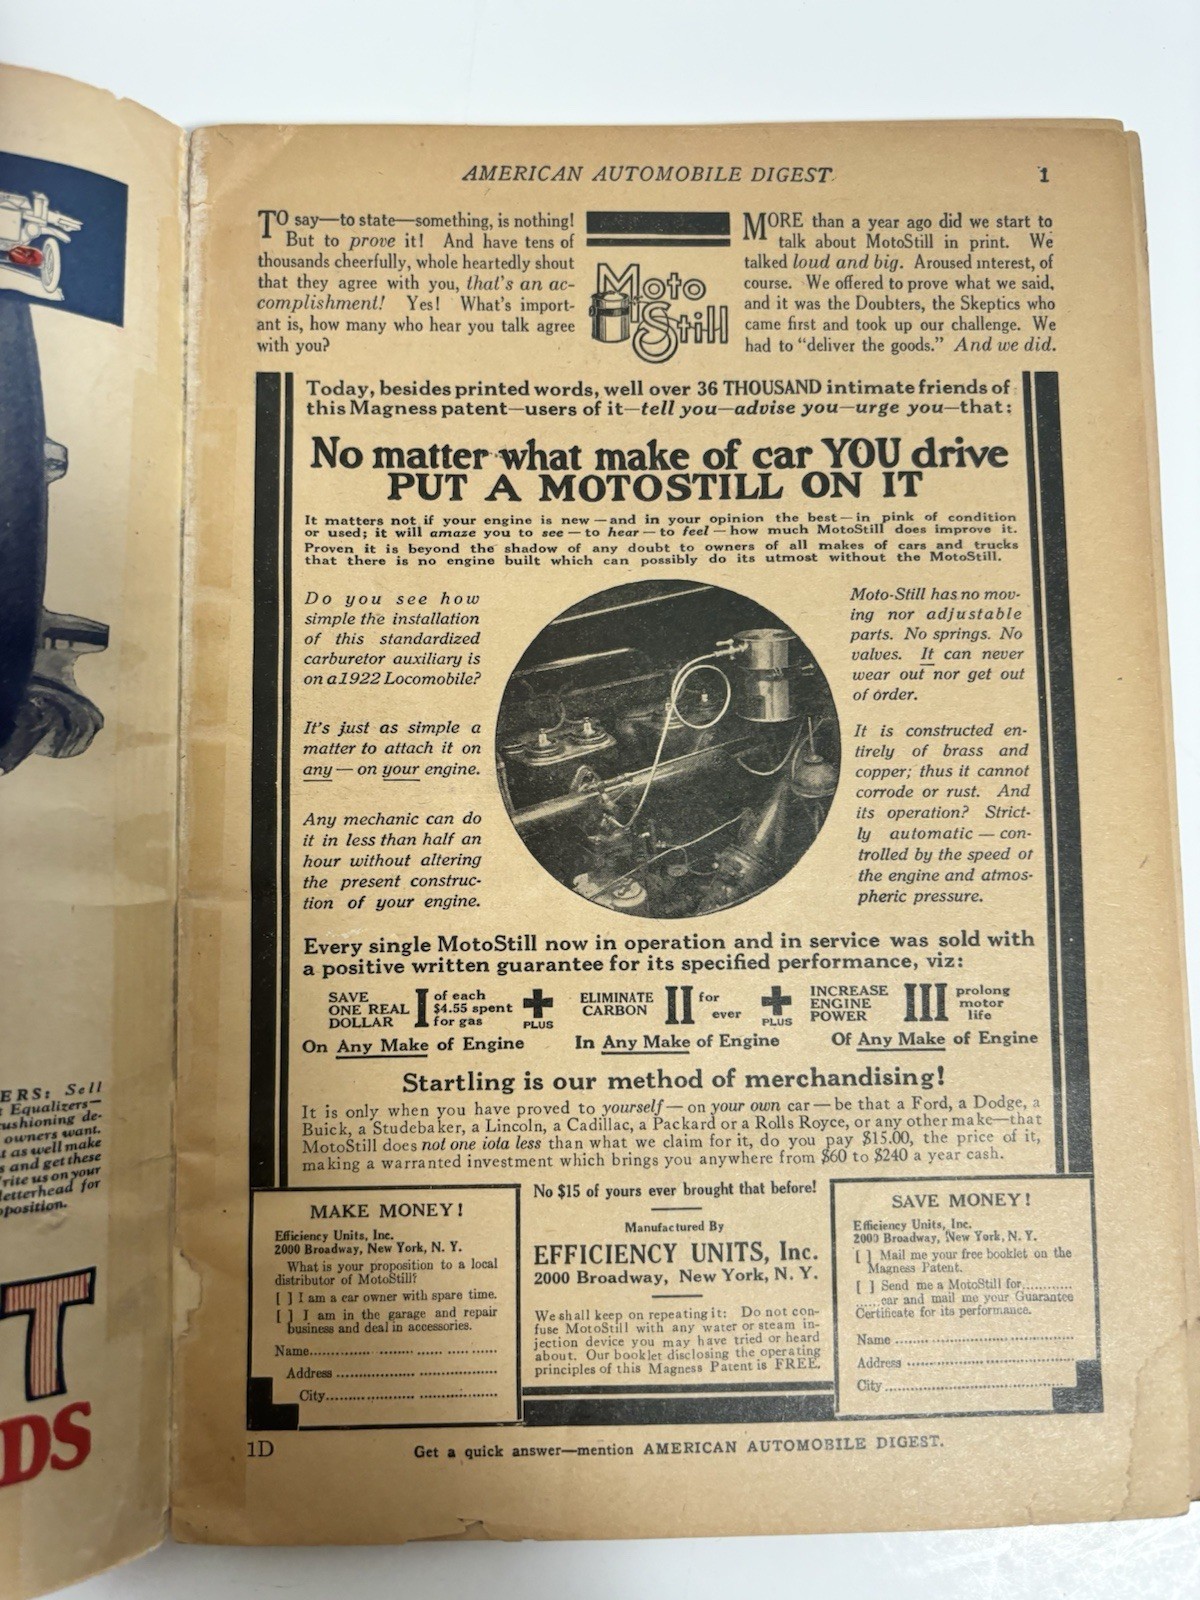 AMERICAN AUTOMOBILE DIGEST 1
TO say—to state—something, is nothing!
But to prove it! And have tens of
thousands cheerfully, whole heartedly shout
that they agree with you, that's an ac-
complishment! Yes! What's import-
ant is, how many who hear you talk agree
with you?
Moto
Still
MORE than a year ago did we start to
talk about MotoStill in print. We
talked loud and big. Aroused interest, of
course. We offered to prove what we said,
and it was the Doubters, the Skeptics who
came first and took up our challenge. We
had to "deliver the goods." And we did.
Today, besides printed words, well over 36 THOUSAND intimate friends of
this Magness patent—users of it—tell you—advise you—urge you—that:
No matter what make of car YOU drive
PUT A MOTOSTILL ON IT
It matters not if your engine is new—and in your opinion the best—in pink of condition
or used; it will amaze you to see—to hear—to feel—how much MotoStill does improve it.
Proven it is beyond the shadow of any doubt to owners of all makes of cars and trucks
that there is no engine built which can possibly do its utmost without the MotoStill.
Do you see how
simple the installation
of this standardized
carburetor auxiliary is
on a 1922 Locomobile?
It's just as simple a
matter to attach it on
any—on your engine.
Any mechanic can do
it in less than half an
hour without altering
the present construc-
tion of your engine.
Moto-Still has no mov-
ing nor adjustable
parts. No springs. No
valves. It can never
wear out nor get out
of order.
It is constructed en-
tirely of brass and
copper; thus it cannot
corrode or rust. And
its operation? Strict-
ly automatic—con-
trolled by the speed of
the engine and atmos-
pheric pressure.
Every single MotoStill now in operation and in service was sold with
a positive written guarantee for its specified performance, viz:
SAVE
ONE REAL
DOLLAR
I
of each
$4.55 spent
for gas
+
PLUS
ELIMINATE
CARBON
II
for
ever
+
PLUS
INCREASE
ENGINE
POWER
III
prolong
motor
life
On Any Make of Engine
In Any Make of Engine
Of Any Make of Engine
Startling is our method of merchandising!
It is only when you have proved to yourself—on your own car—be that a Ford, a Dodge, a
Buick, a Studebaker, a Lincoln, a Cadillac, a Packard or a Rolls Royce, or any other make—that
MotoStill does not one iota less than what we claim for it, do you pay $15.00, the price of it,
making a warranted investment which brings you anywhere from $60 to $240 a year cash.
MAKE MONEY!
Efficiency Units, Inc.
2000 Broadway, New York, N. Y.
What is your proposition to a local
distributor of MotoStill?
[ ] I am a car owner with spare time.
[ ] I am in the garage and repair
business and deal in accessories.
Name
Address
City
No $15 of yours ever brought that before!
Manufactured By
EFFICIENCY UNITS, Inc.
2000 Broadway, New York, N. Y.
We shall keep on repeating it: Do not con-
fuse MotoStill with any water or steam in-
jection device you may have tried or heard
about. Our booklet disclosing the operating
principles of this Magness Patent is FREE.
SAVE MONEY!
Efficiency Units, Inc.
2000 Broadway, New York, N. Y.
[ ] Mail me your free booklet on the
Magness Patent.
[ ] Send me a MotoStill for............
......car and mail me your Guarantee
Certificate for its performance.
Name
Address
City
1D Get a quick answer—mention AMERICAN AUTOMOBILE DIGEST.
ERS: Sell
Equalizers—
cushioning de-
owners want.
t as well make
s and get these
rite us on your
letterhead for
oposition.
T
DS